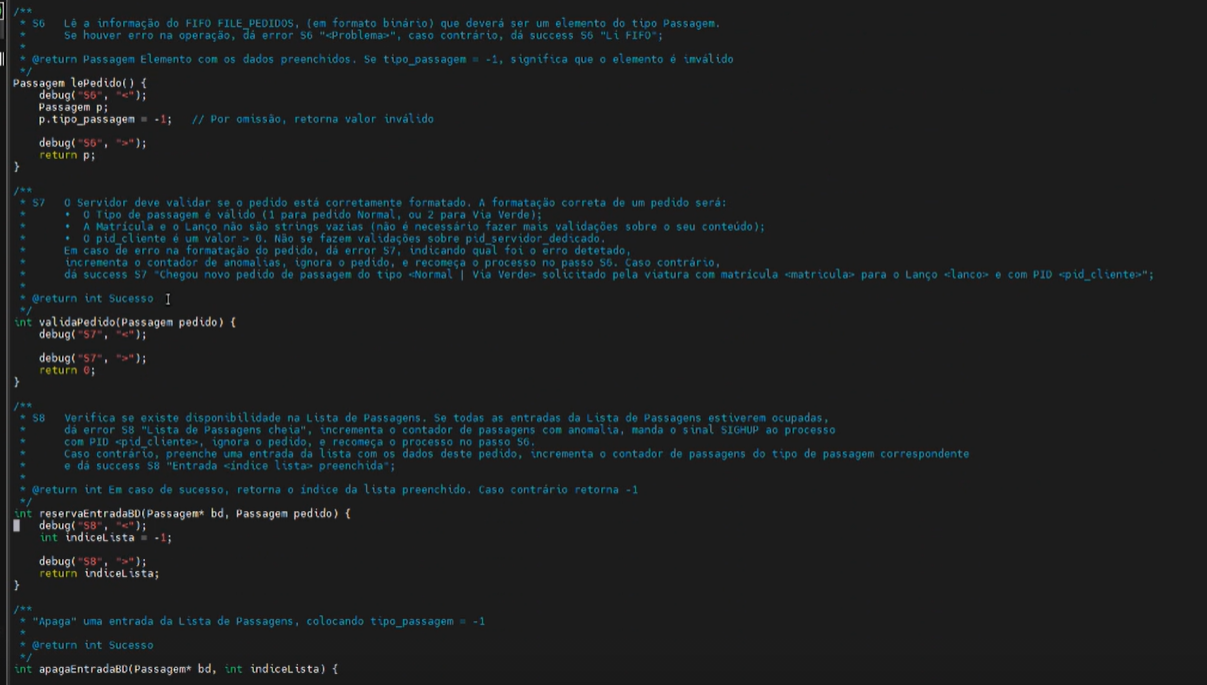 /**
 * S6   Lê a informação do FIFO FILE_PEDIDOS, (em formato binário) que deverá ser um elemento do tipo Passagem.
 *      Se houver erro na operação, dá error S6 "<Problema>", caso contrário, dá success S6 "Li FIFO";
 *
 * @return Passagem Elemento com os dados preenchidos. Se tipo_passagem = -1, significa que o elemento é imválido
 */
Passagem lePedido() {
    debug("S6", "<");
    Passagem p;
    p.tipo_passagem = -1;   // Por omissão, retorna valor inválido

    debug("S6", ">");
    return p;
}

/**
 * S7   O Servidor deve validar se o pedido está corretamente formatado. A formatação correta de um pedido será:
 *      •  O Tipo de passagem é válido (1 para pedido Normal, ou 2 para Via Verde);
 *      •  A Matrícula e o Lanço não são strings vazias (não é necessário fazer mais validações sobre o seu conteúdo);
 *      •  O pid_cliente é um valor > 0. Não se fazem validações sobre pid_servidor_dedicado.
 *      Em caso de erro na formatação do pedido, dá error S7, indicando qual foi o erro detetado,
 *      incrementa o contador de anomalias, ignora o pedido, e recomeça o processo no passo S6. Caso contrário,
 *      dá success S7 "Chegou novo pedido de passagem do tipo <Normal | Via Verde> solicitado pela viatura com matrícula <matricula> para o Lanço <lanco> e com PID <pid_cliente>";
 *
 * @return int Sucesso
 */
int validaPedido(Passagem pedido) {
    debug("S7", "<");

    debug("S7", ">");
    return 0;
}

/**
 * S8   Verifica se existe disponibilidade na Lista de Passagens. Se todas as entradas da Lista de Passagens estiverem ocupadas,
 *      dá error S8 "Lista de Passagens cheia", incrementa o contador de passagens com anomalia, manda o sinal SIGHUP ao processo
 *      com PID <pid_cliente>, ignora o pedido, e recomeça o processo no passo S6.
 *      Caso contrário, preenche uma entrada da lista com os dados deste pedido, incrementa o contador de passagens do tipo de passagem correspondente
 *      e dá success S8 "Entrada <índice lista> preenchida";
 *
 * @return int Em caso de sucesso, retorna o índice da lista preenchido. Caso contrário retorna -1
 */
int reservaEntradaBD(Passagem* bd, Passagem pedido) {
    debug("S8", "<");
    int indiceLista = -1;

    debug("S8", ">");
    return indiceLista;
}

/**
 * "Apaga" uma entrada da Lista de Passagens, colocando tipo_passagem = -1
 *
 * @return int Sucesso
 */
int apagaEntradaBD(Passagem* bd, int indiceLista) {